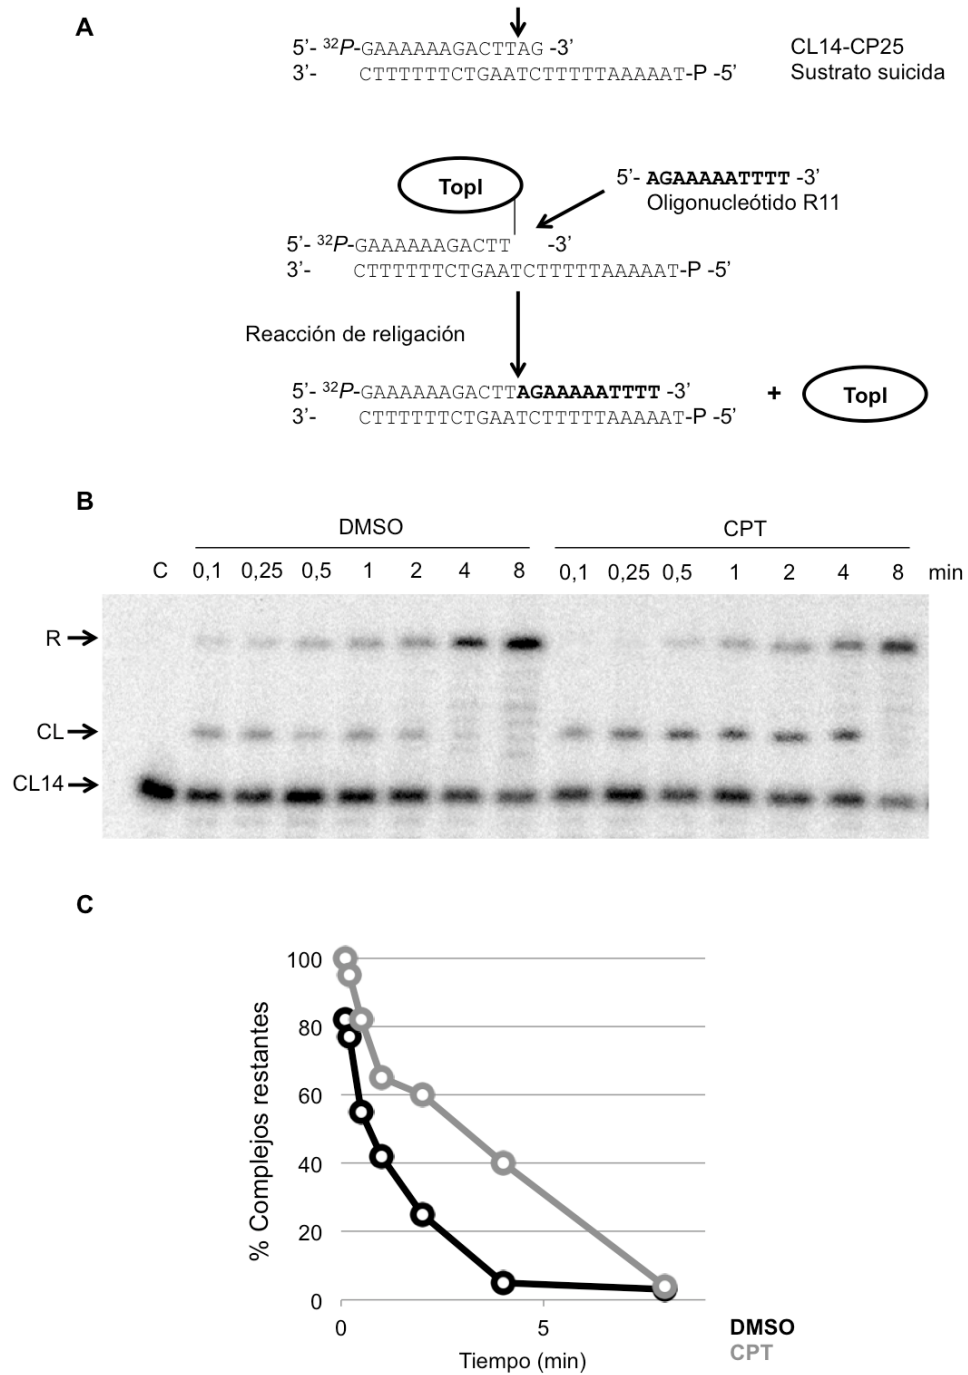 A
5'- ³²P-GAAAAAAGACTTAG -3'
CL14-CP25
3'- CTTTTTTCTGAATCTTTTTAAAAAT-P -5'
Sustrato suicida
TopI
5'- AGAAAAATTTT -3'
Oligonucleótido R11
5'- ³²P-GAAAAAAGACTT -3'
3'- CTTTTTTCTGAATCTTTTTAAAAAT-P -5'
Reacción de religación
5'- ³²P-GAAAAAAGACTTAGAAAAATTTT -3' + TopI
3'- CTTTTTTCTGAATCTTTTTAAAAAT-P -5'
B
DMSO CPT
C 0,1 0,25 0,5 1 2 4 8 0,1 0,25 0,5 1 2 4 8 min
R
CL
CL14
C
% Complejos restantes
100
80
60
40
20
0
0 5
Tiempo (min)
DMSO
CPT